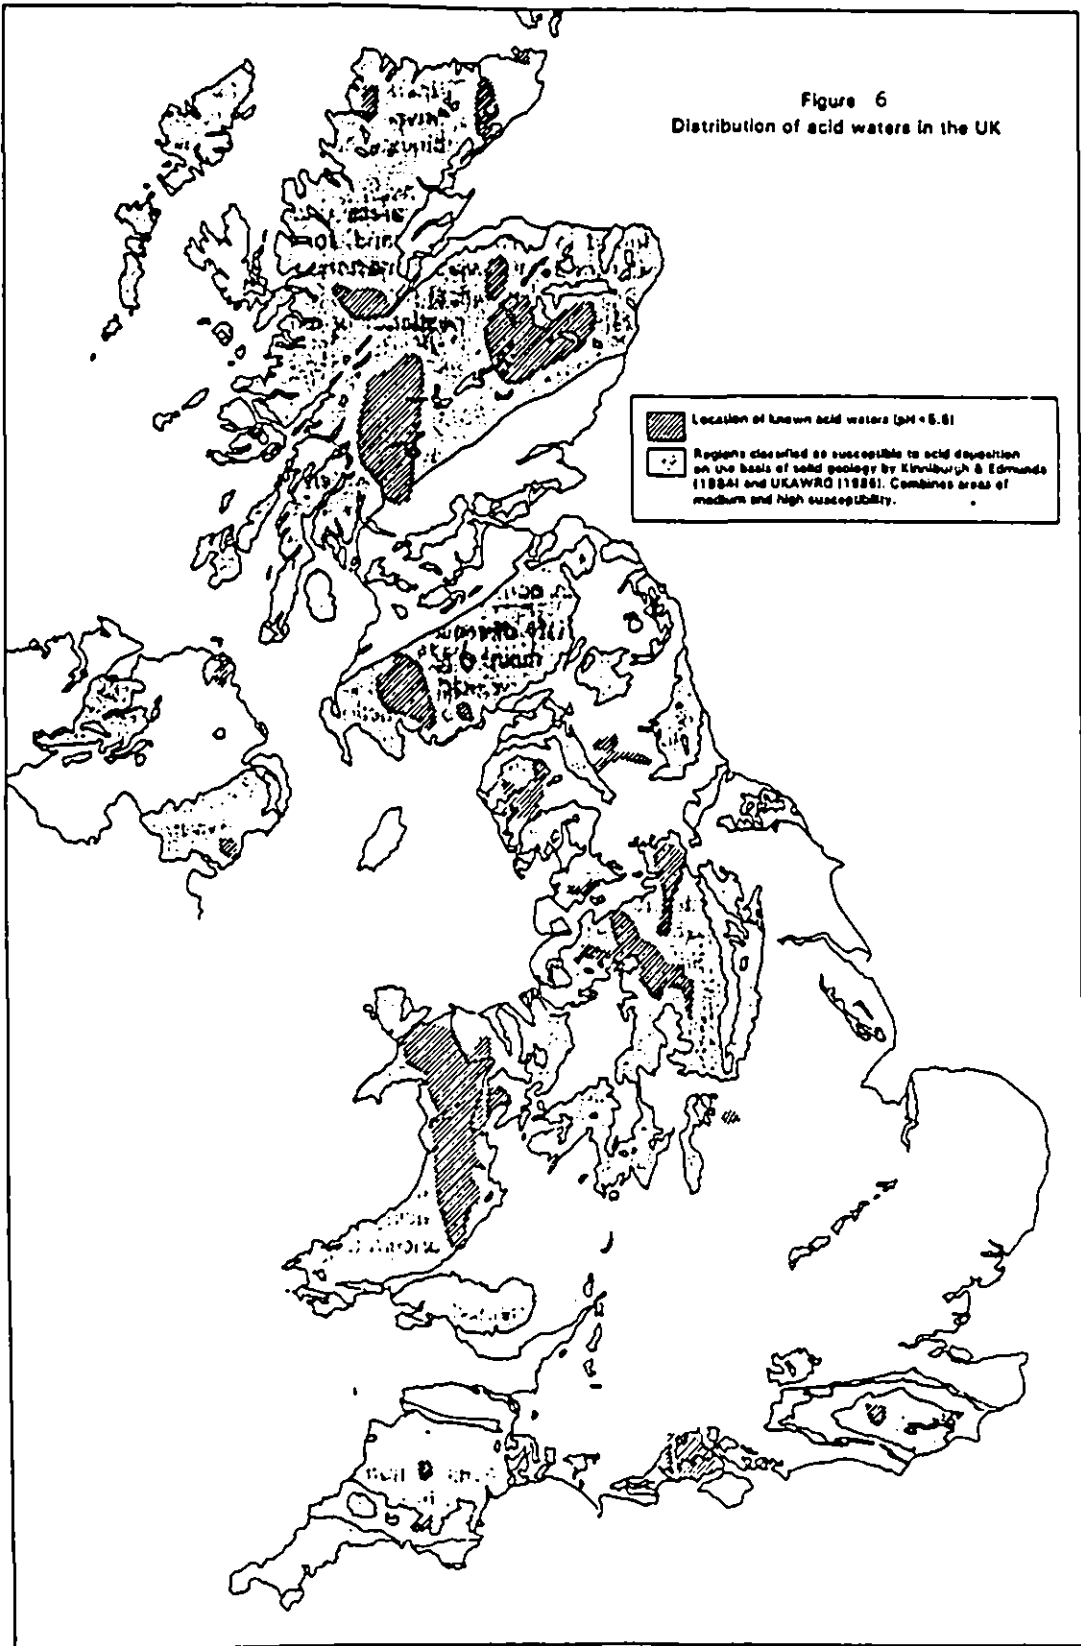 Figure 6
Distribution of acid waters in the UK
Location of known acid waters (pH <5.6)
Regions classified as susceptible to acid deposition
on the basis of solid geology by Kinniburgh & Edmunds
(1984) and UKAWRG (1986). Combines areas of
medium and high susceptibility.